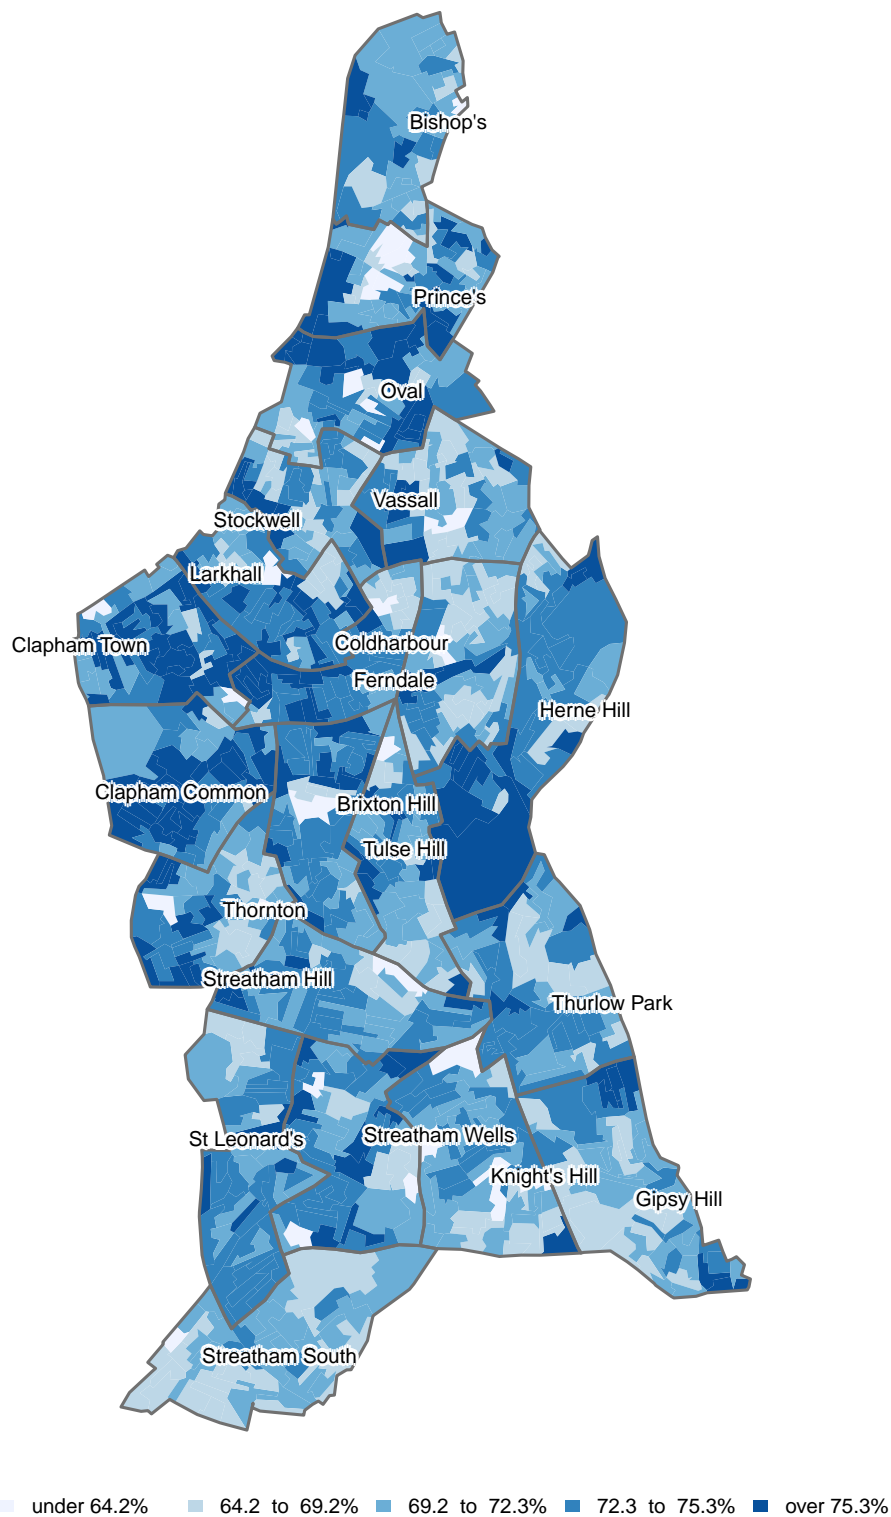 Bishop's
Prince's
Oval
Vassall
Stockwell
Larkhall
Coldharbour
Clapham Town
Ferndale
Herne Hill
Clapham Common
Brixton Hill
Tulse Hill
Thornton
Streatham Hill
Thurlow Park
Streatham Wells
St Leonard's
Knight's Hill
Gipsy Hill
Streatham South
under 64.2% 64.2 to 69.2% 69.2 to 72.3% 72.3 to 75.3% over 75.3%